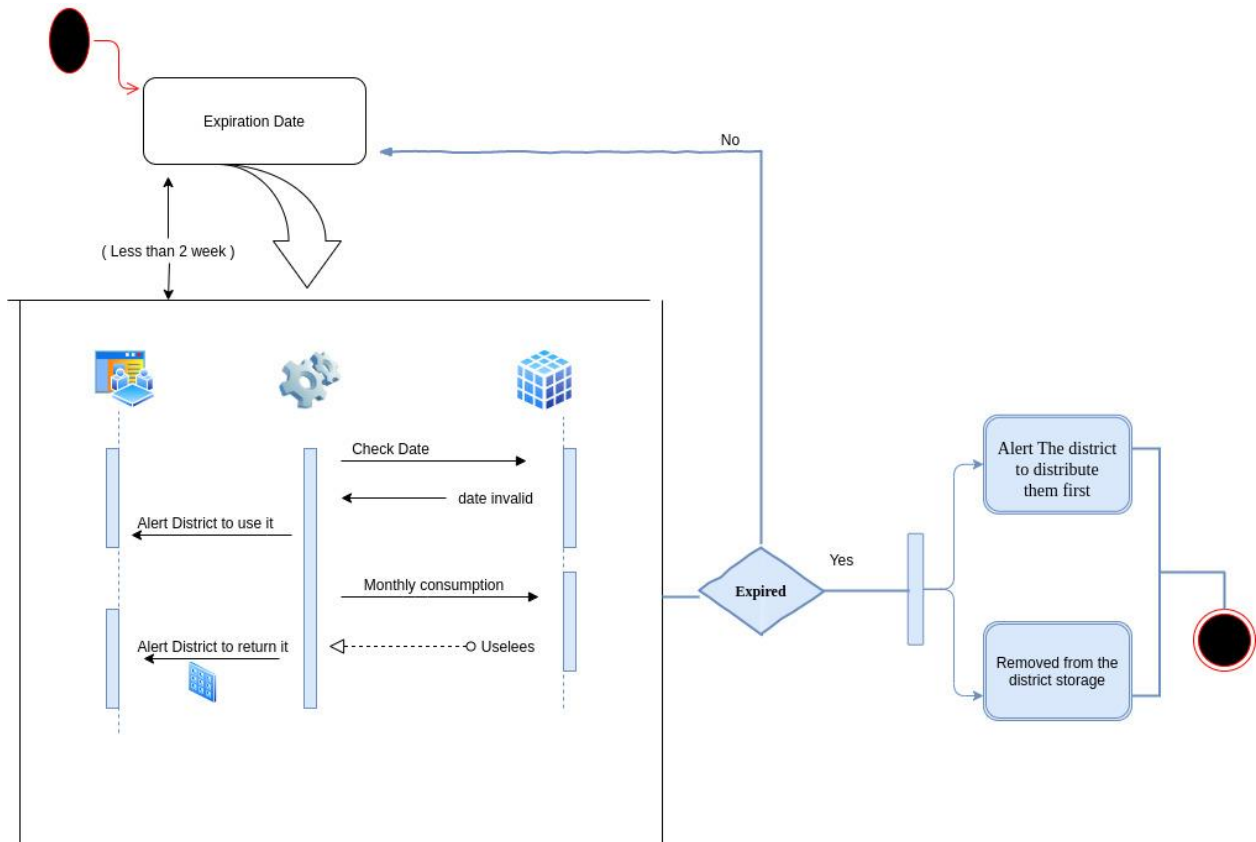 Expiration Date
No
( Less than 2 week )
Check Date
date invalid
Alert District to use it
Monthly consumption
Alert District to return it
Uselees
Expired
Yes
Alert The district
to distribute
them first
Removed from the
district storage